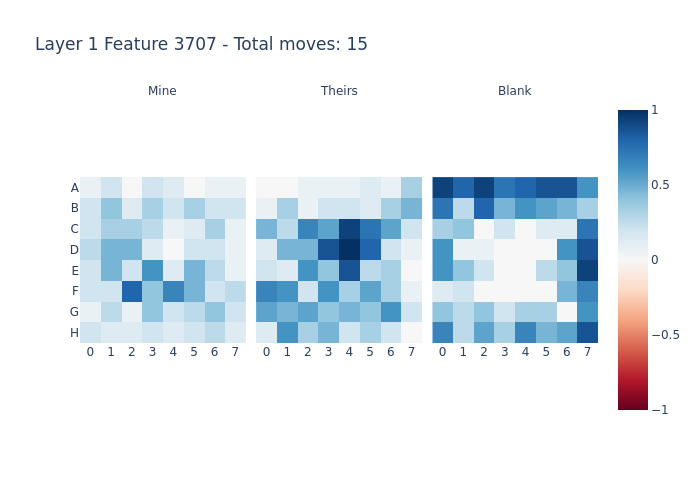 Layer 1 Feature 3707 - Total moves: 15
Mine Theirs Blank
A
B
C
D
E
F
G
H
0 1 2 3 4 5 6 7 0 1 2 3 4 5 6 7 0 1 2 3 4 5 6 7
1
0.5
0
−0.5
−1